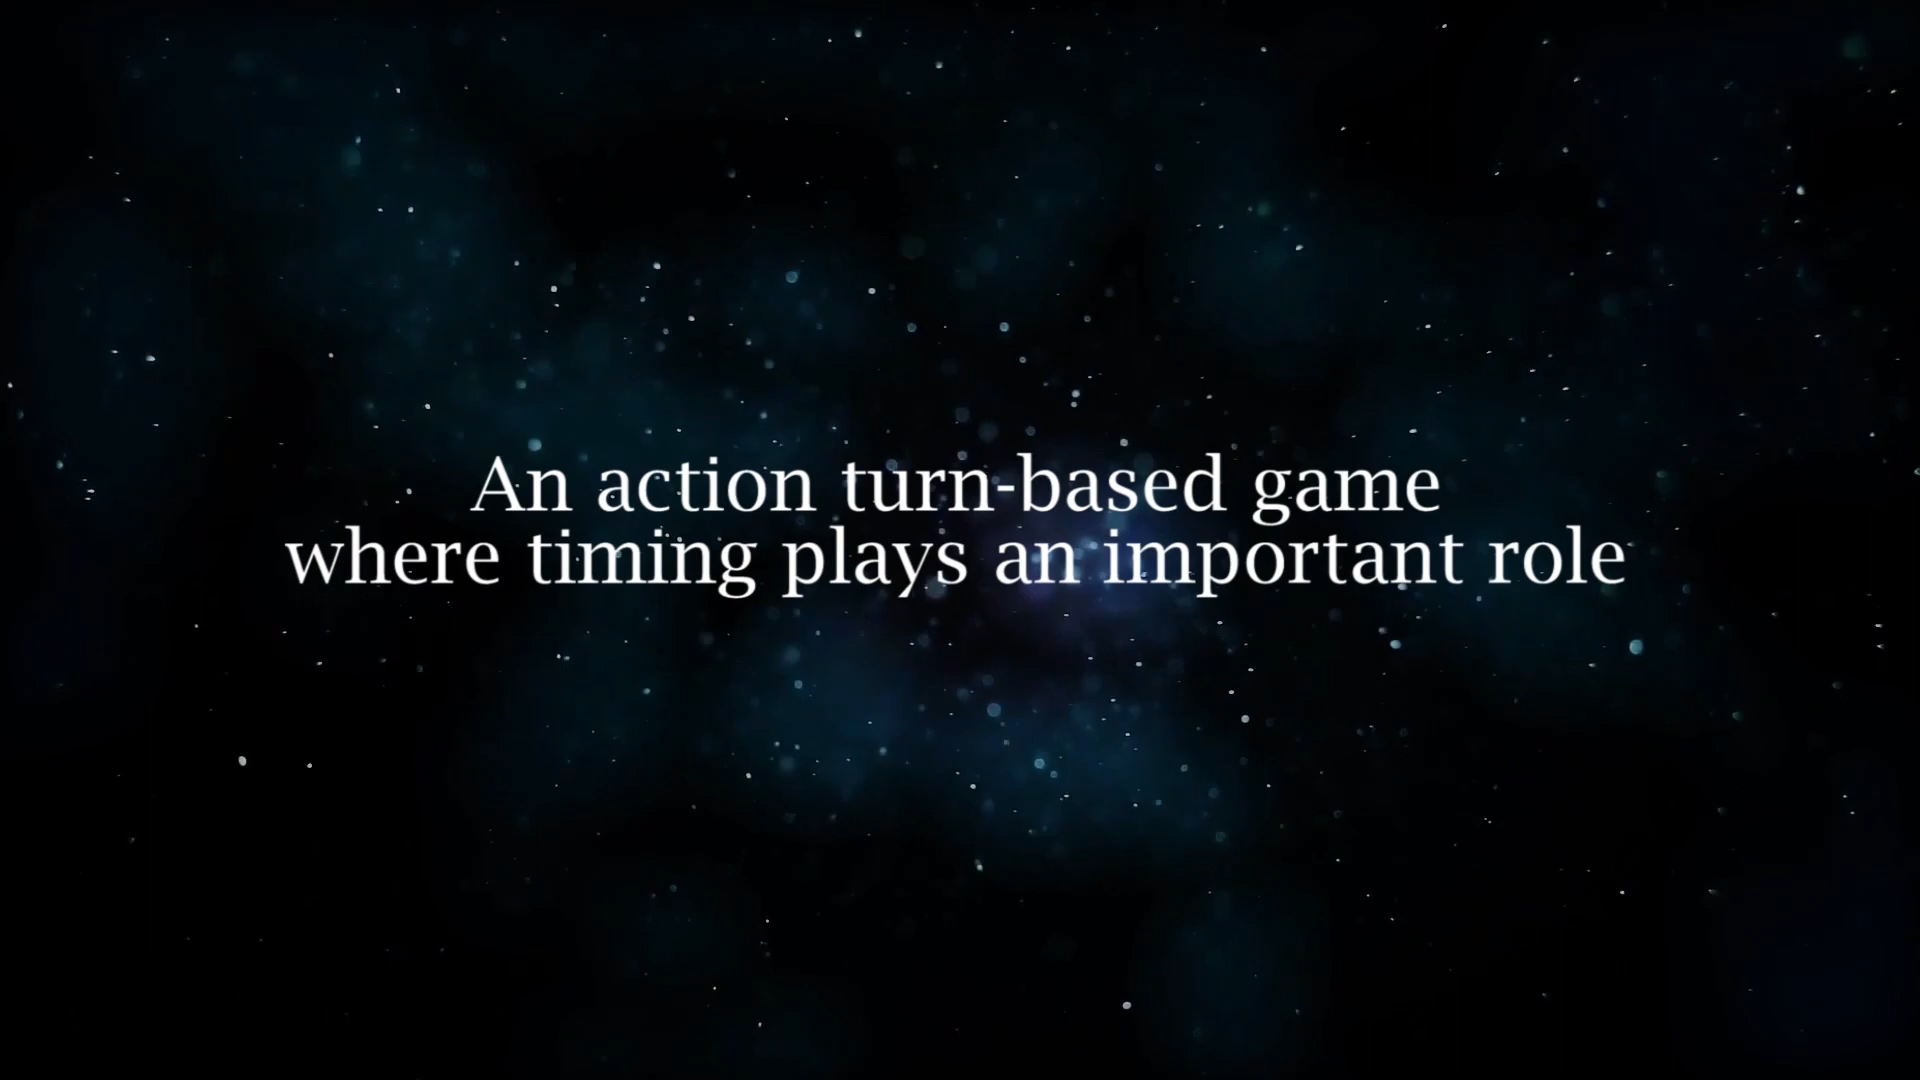 An action turn-based game
where timing plays an important role